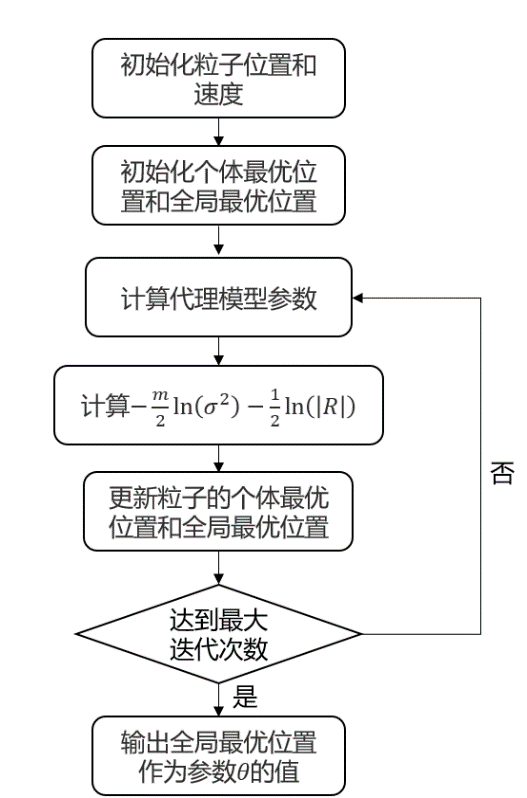 初始化粒子位置和
速度
初始化个体最优位
置和全局最优位置
计算代理模型参数
计算−m/2 ln(σ²)−1/2 ln(|R|)
更新粒子的个体最优
位置和全局最优位置
否
达到最大
迭代次数
是
输出全局最优位置
作为参数θ的值